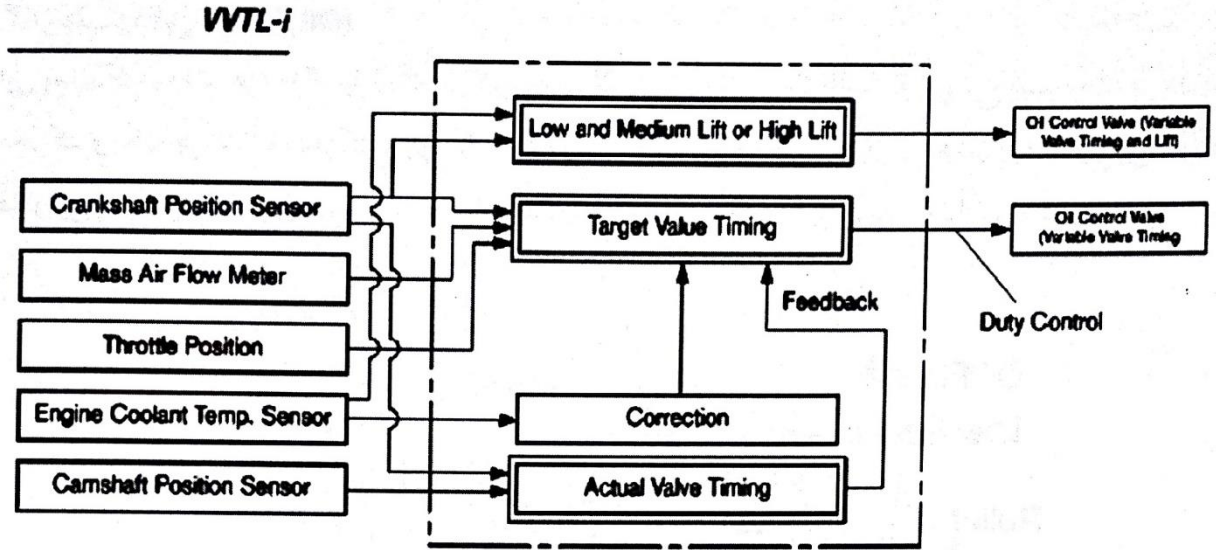 VVTL-i
Low and Medium Lift or High Lift
Oil Control Valve (Variable
Valve Timing and Lift)
Crankshaft Position Sensor
Target Value Timing
Oil Control Valve
(Variable Valve Timing
Mass Air Flow Meter
Feedback
Duty Control
Throttle Position
Engine Coolant Temp. Sensor
Correction
Camshaft Position Sensor
Actual Valve Timing